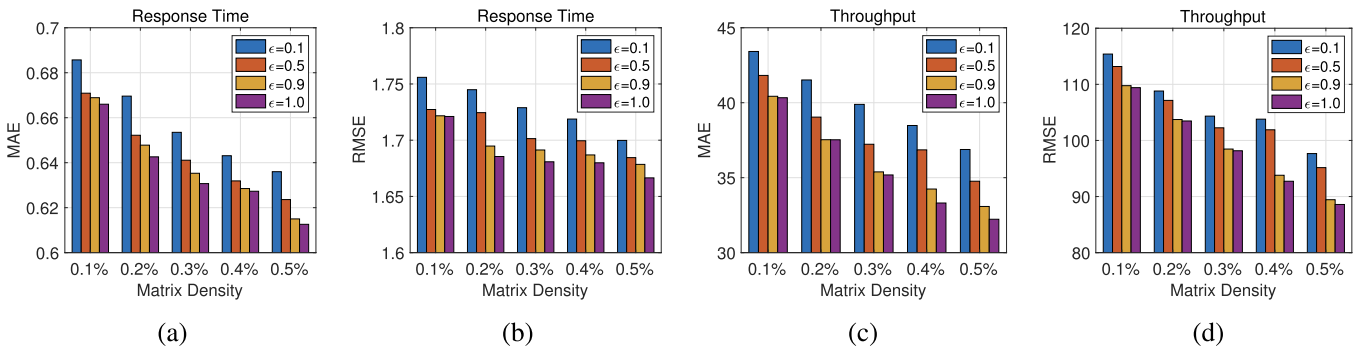 Response Time
0.7
0.68
0.66
0.64
0.62
0.6
MAE
ϵ=0.1
ϵ=0.5
ϵ=0.9
ϵ=1.0
0.1% 0.2% 0.3% 0.4% 0.5%
Matrix Density
(a)
Response Time
1.8
1.75
1.7
1.65
1.6
RMSE
ϵ=0.1
ϵ=0.5
ϵ=0.9
ϵ=1.0
0.1% 0.2% 0.3% 0.4% 0.5%
Matrix Density
(b)
Throughput
45
40
35
30
MAE
ϵ=0.1
ϵ=0.5
ϵ=0.9
ϵ=1.0
0.1% 0.2% 0.3% 0.4% 0.5%
Matrix Density
(c)
Throughput
120
110
100
90
80
RMSE
ϵ=0.1
ϵ=0.5
ϵ=0.9
ϵ=1.0
0.1% 0.2% 0.3% 0.4% 0.5%
Matrix Density
(d)